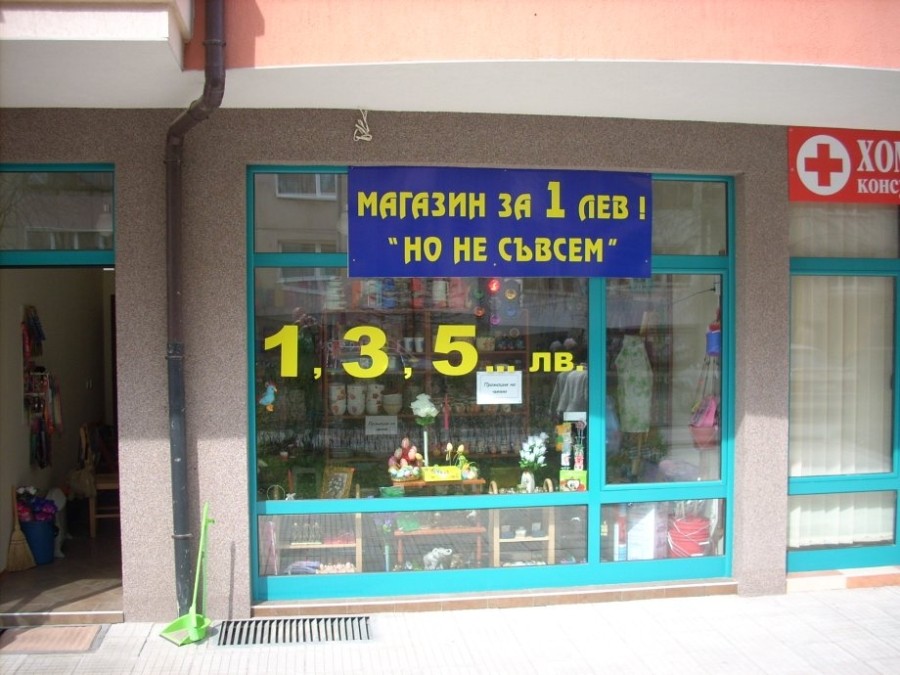 МАГАЗИН ЗА 1 ЛЕВ !
"НО НЕ СЪВСЕМ"
1, 3, 5... лв.
ХОМ
КОНС